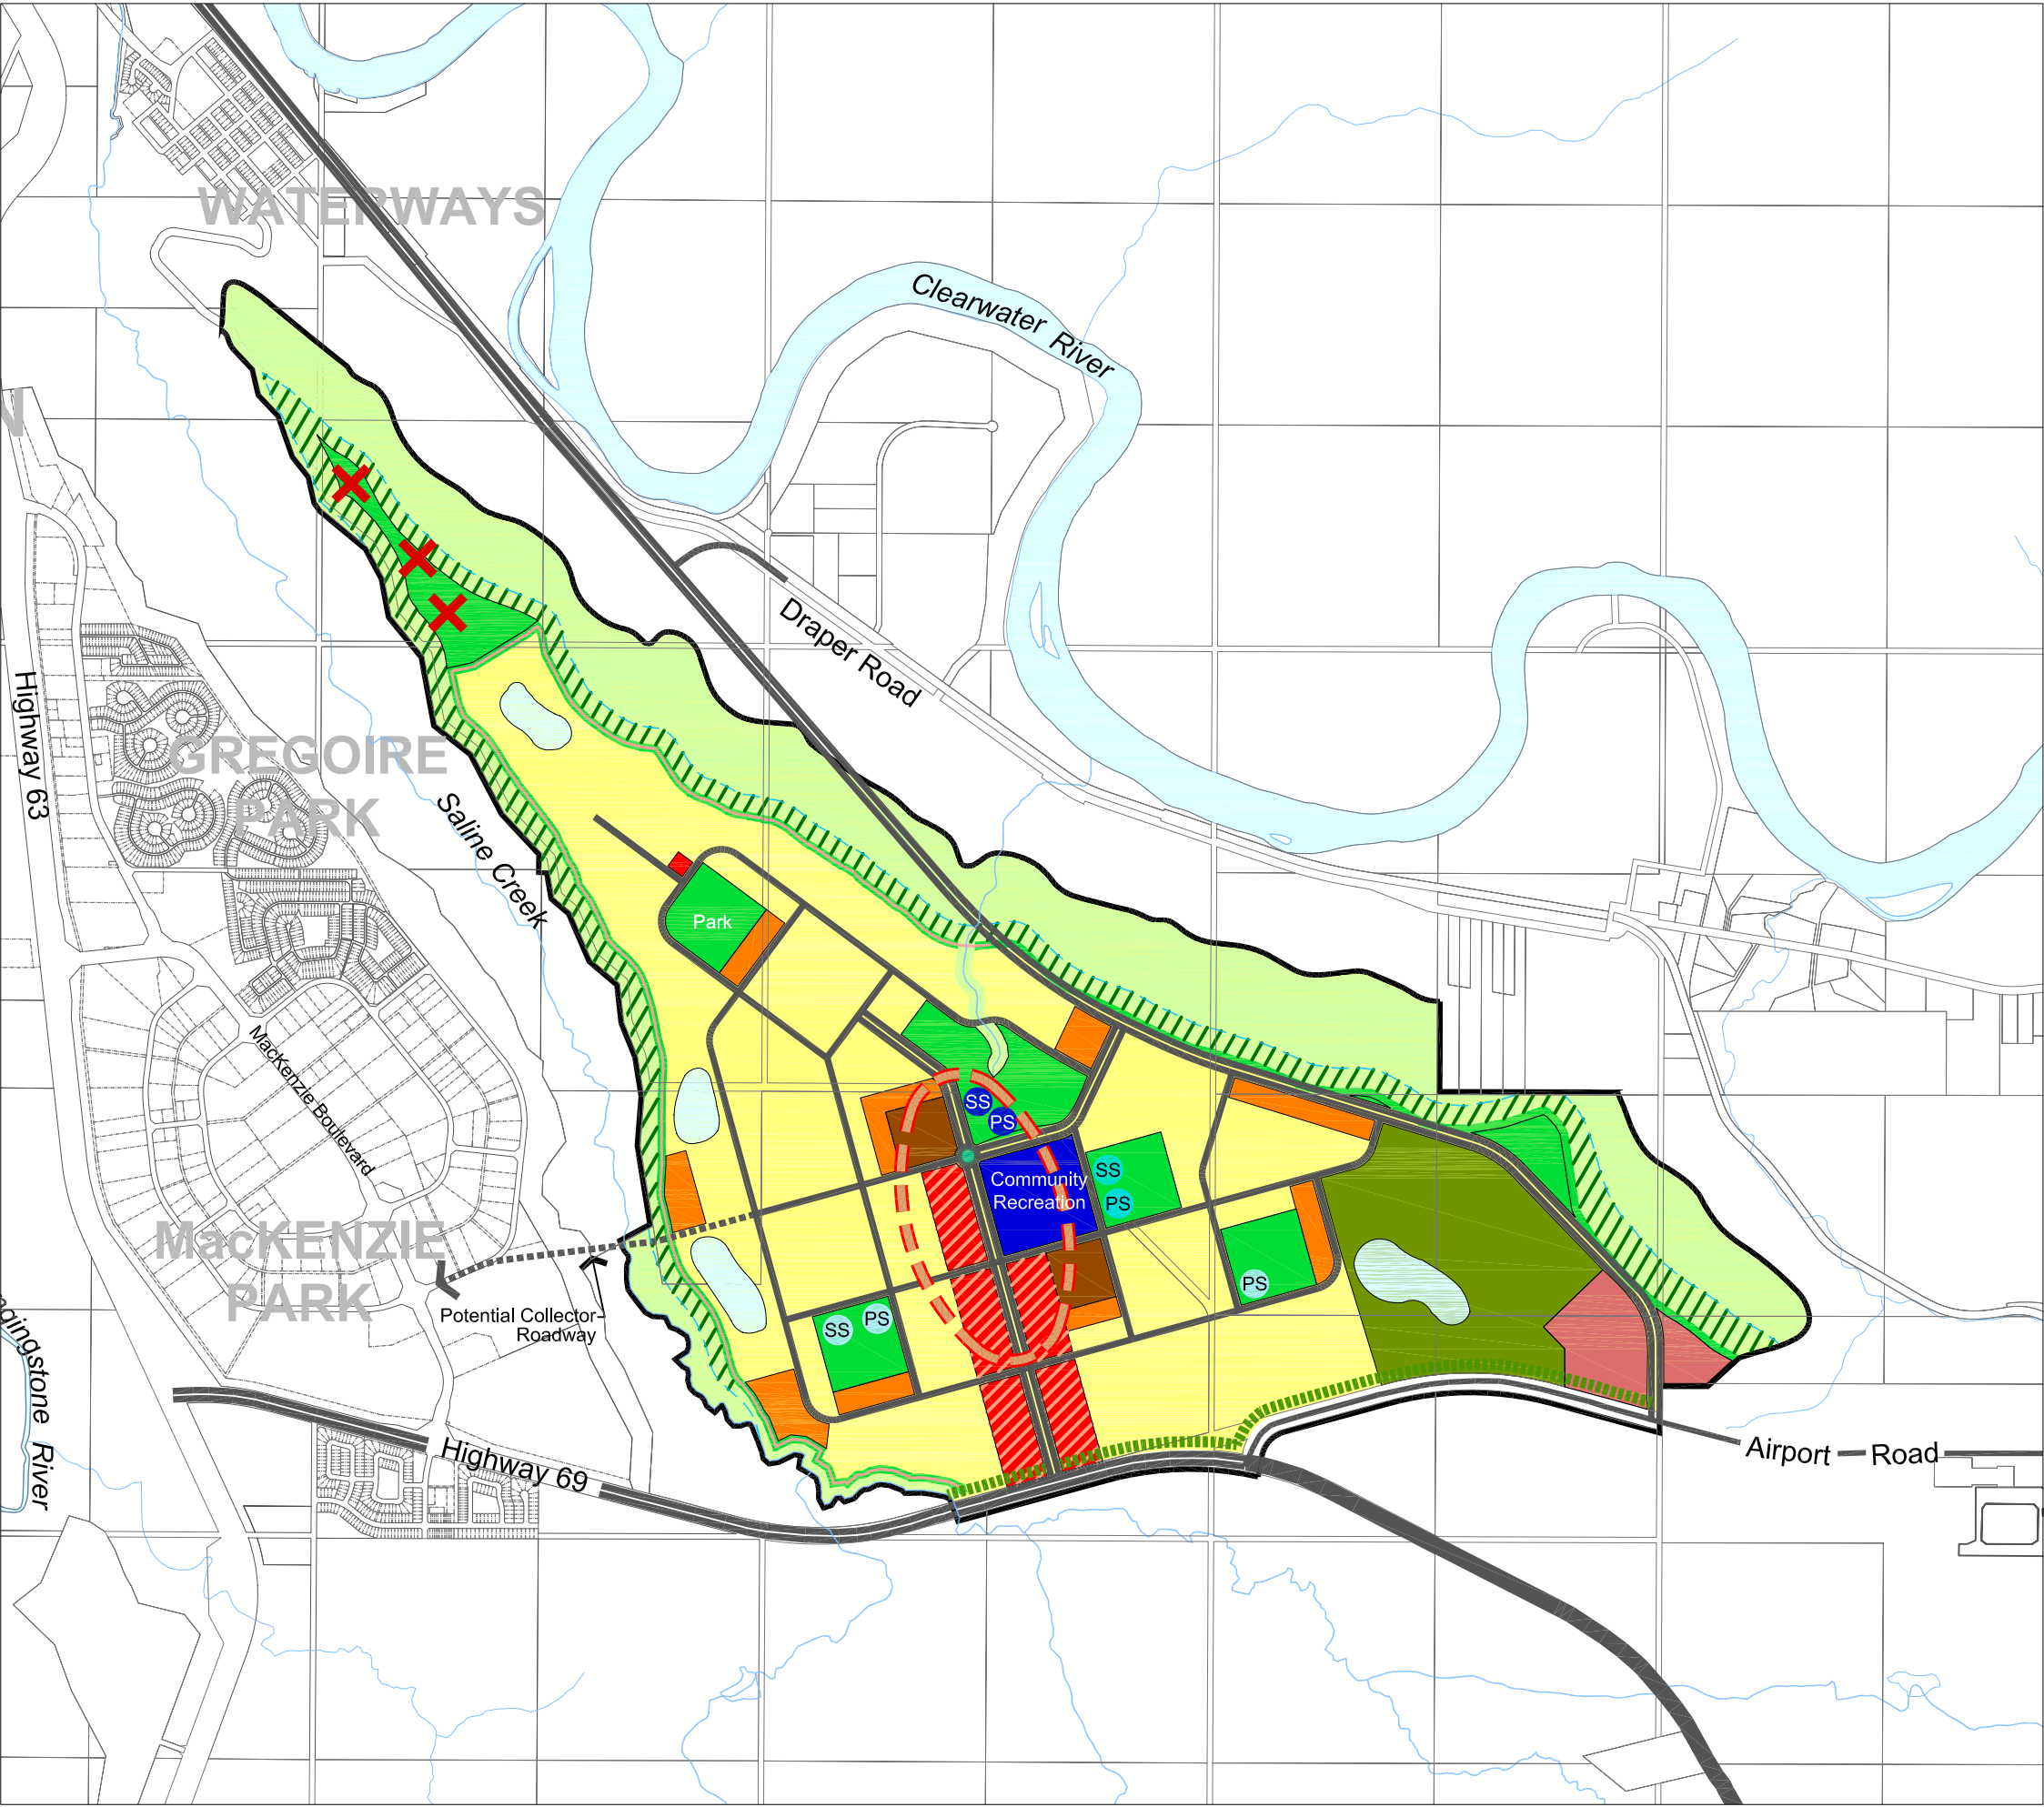 WATERWAYS
Clearwater River
N
Draper Road
Highway 63
GREGOIRE
PARK
Saline Creek
Park
MacKenzie Boulevard
SS
PS
Community
Recreation
SS
PS
MacKENZIE
PARK
PS
Potential Collector
Roadway
SS
PS
gingstone River
Highway 69
Airport Road